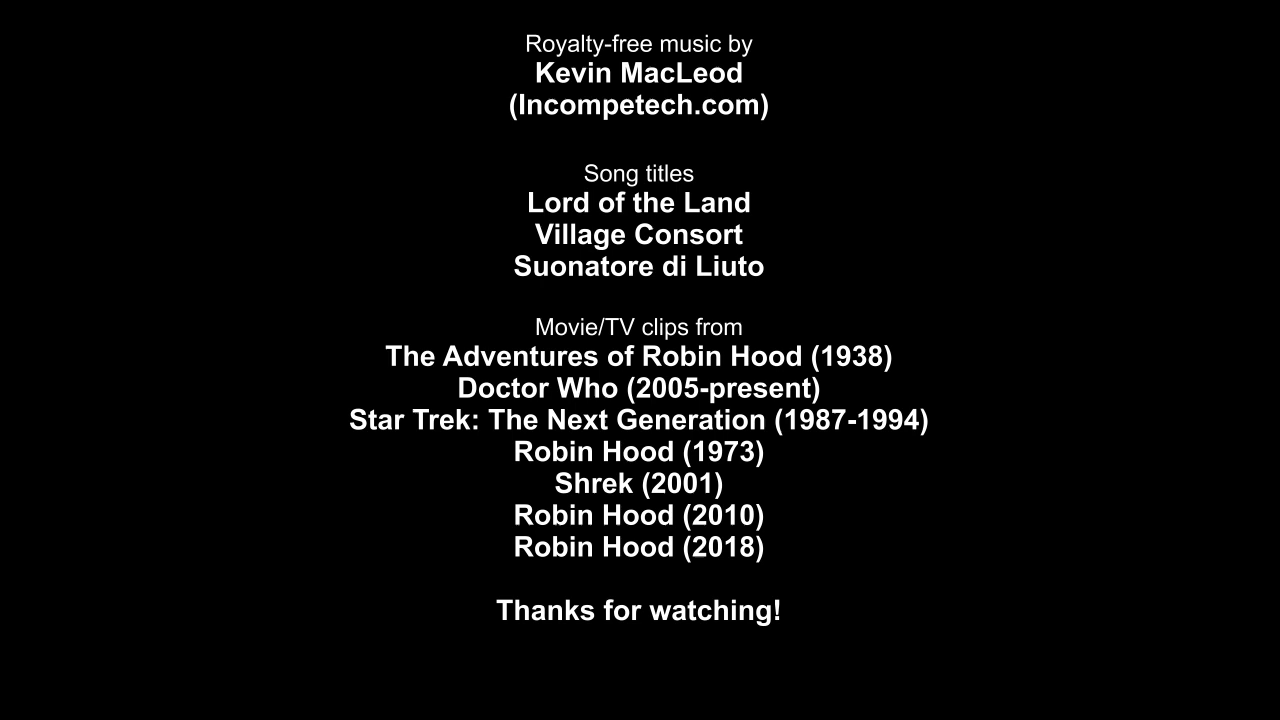 Royalty-free music by
Kevin MacLeod
(Incompetech.com)
Song titles
Lord of the Land
Village Consort
Suonatore di Liuto
Movie/TV clips from
The Adventures of Robin Hood (1938)
Doctor Who (2005-present)
Star Trek: The Next Generation (1987-1994)
Robin Hood (1973)
Shrek (2001)
Robin Hood (2010)
Robin Hood (2018)
Thanks for watching!